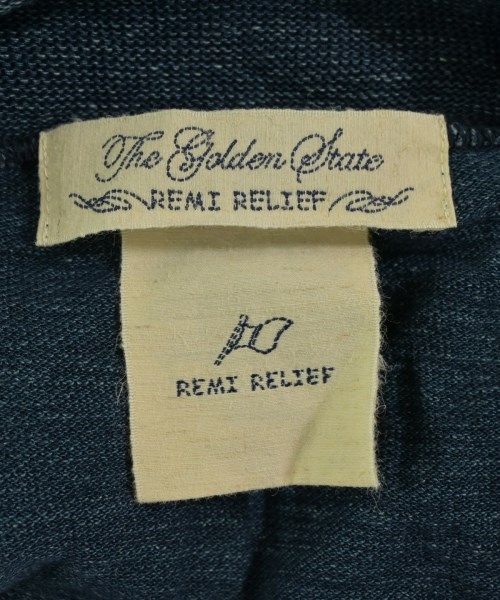 The Golden State
REMI RELIEF
REMI RELIEF